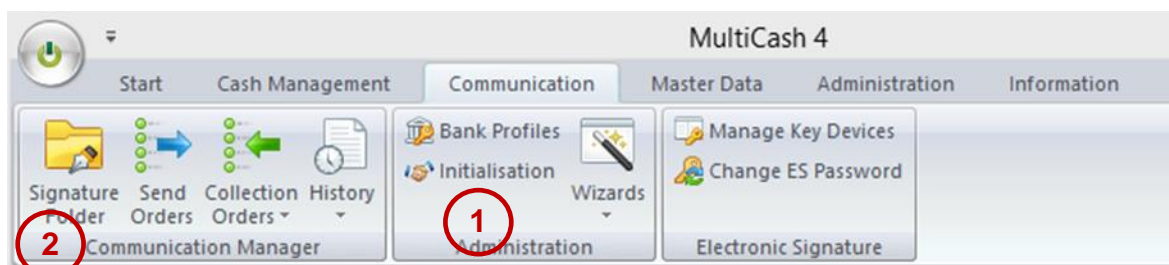 MultiCash 4
Start Cash Management Communication Master Data Administration Information
Bank Profiles Manage Key Devices
Initialisation Change ES Password
Signature Send Collection History Wizards
Folder Orders Orders
1
2 Communication Manager Administration Electronic Signature